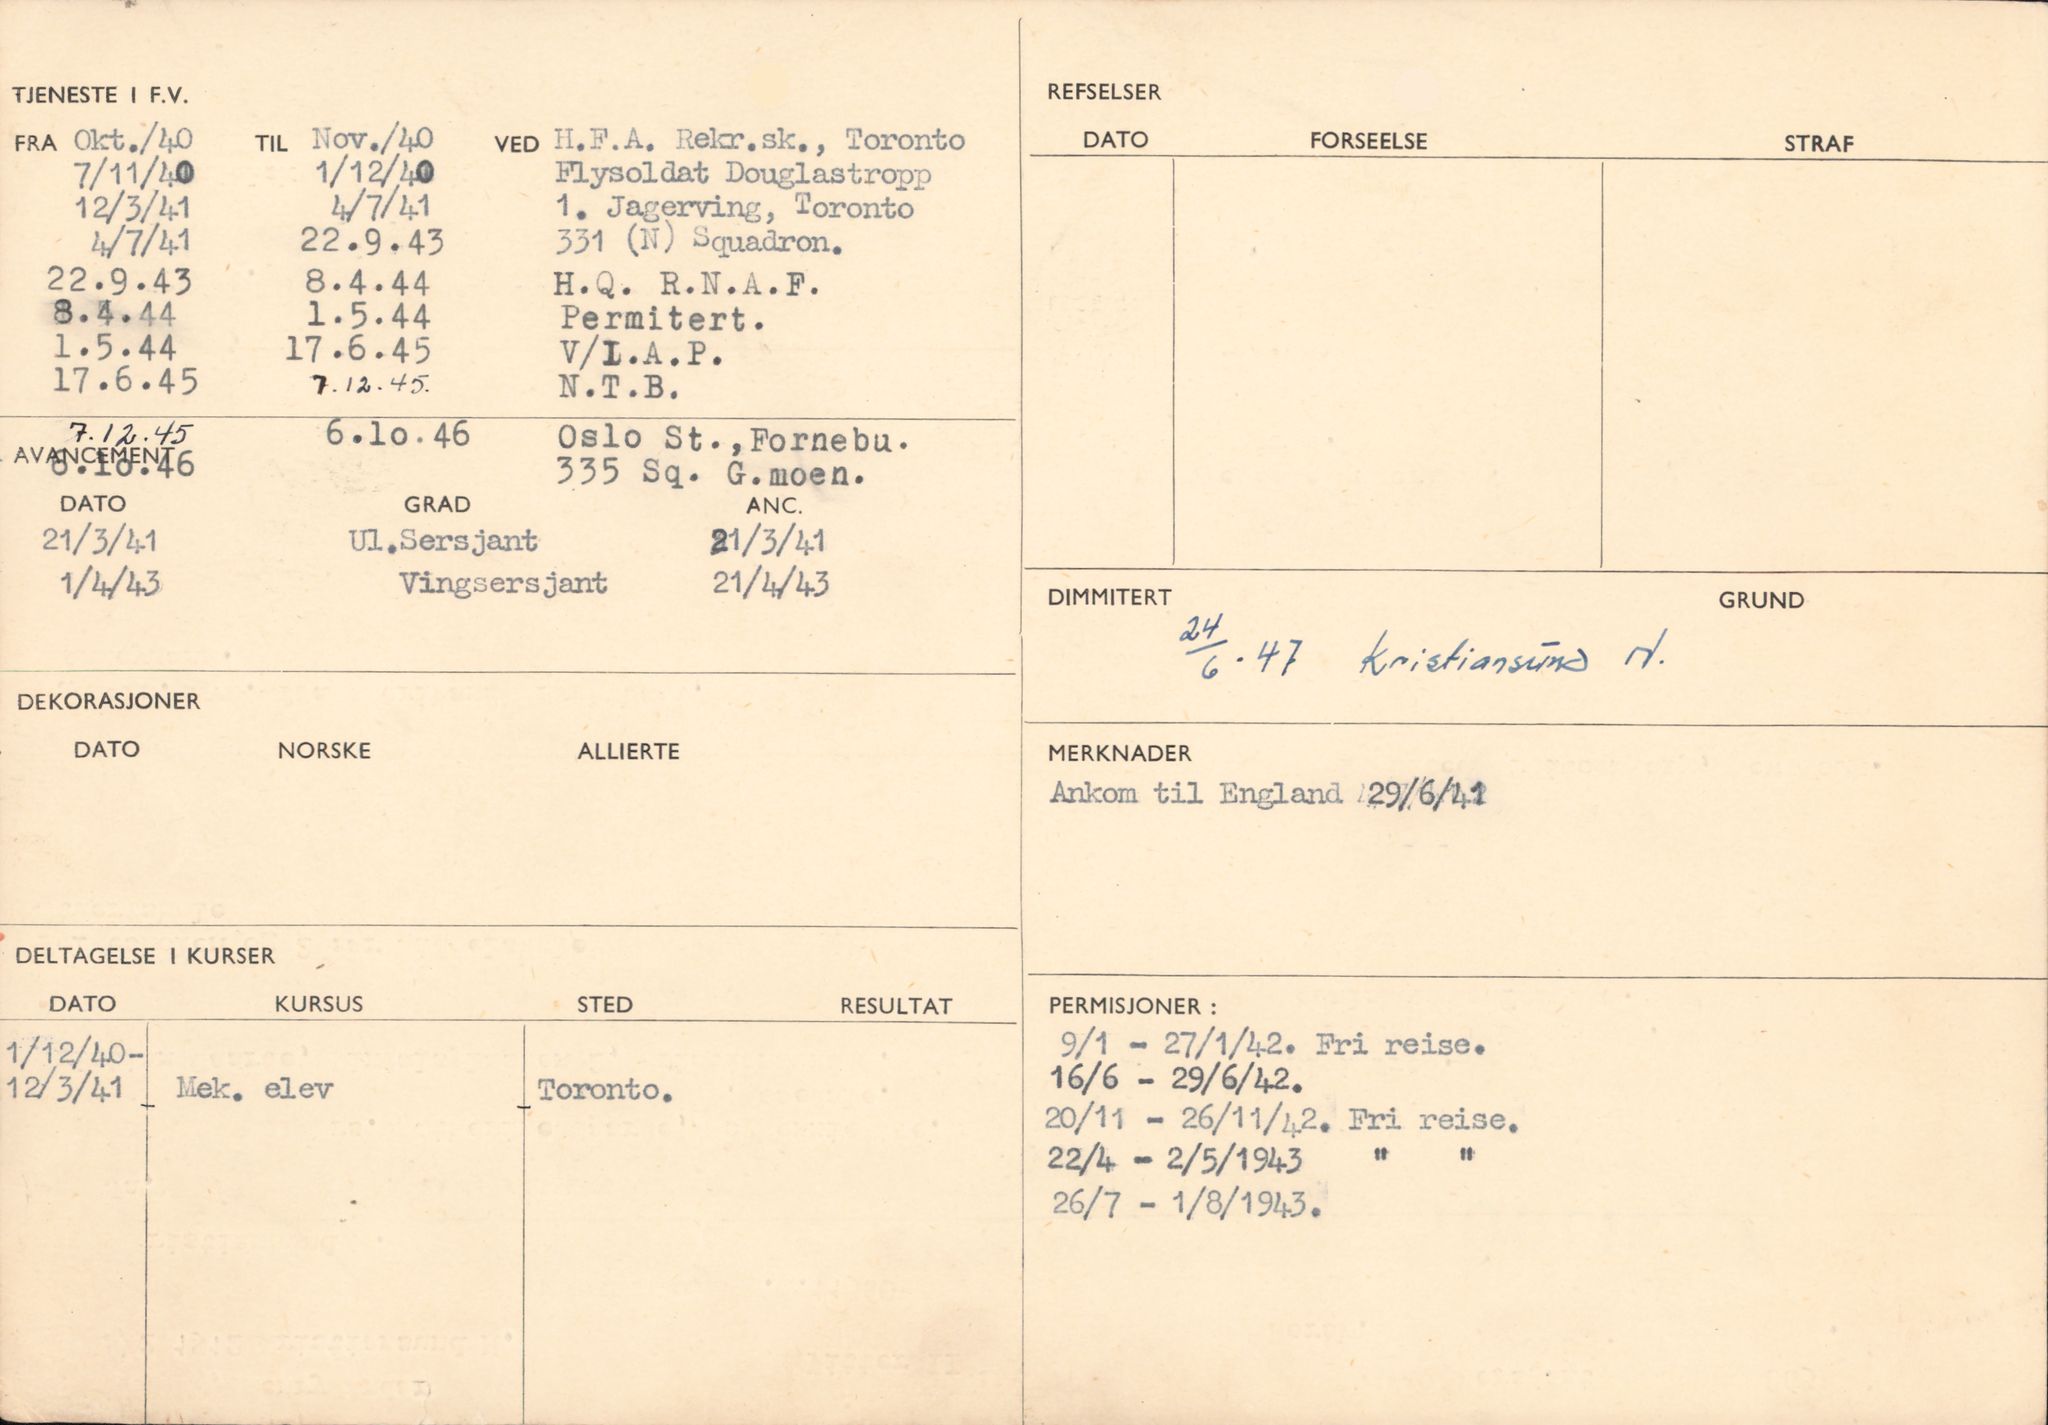 TJENESTE I F.V.
FRA Okt./40 TIL Nov./40 VED H.F.A. Rekr.sk., Toronto
7/11/40 1/12/40 Flysoldat Douglastropp
12/3/41 4/7/41 1. Jagerving, Toronto
4/7/41 22.9.43 331 (N) Squadron.
22.9.43 8.4.44 H.Q. R.N.A.F.
8.4.44 1.5.44 Permitert.
1.5.44 17.6.45 V/L.A.P.
17.6.45 7.12.45. N.T.B.
7.12.45 6.10.46 Oslo St., Fornebu.
6.10.46 335 Sq. G.moen.
AVANCEMENT
DATO GRAD ANC.
21/3/41 Ul.Sersjant 21/3/41
1/4/43 Vingsersjant 21/4/43
DEKORASJONER
DATO NORSKE ALLIERTE
DELTAGELSE I KURSER
DATO KURSUS STED RESULTAT
1/12/40-
12/3/41 Mek. elev Toronto.
REFSELSER
DATO FORSEELSE STRAF
DIMMITERT GRUND
24/6.47 Kristiansund N.
MERKNADER
Ankom til England 29/6/41
PERMISJONER :
9/1 - 27/1/42. Fri reise.
16/6 - 29/6/42.
20/11 - 26/11/42. Fri reise.
22/4 - 2/5/1943 " "
26/7 - 1/8/1943.